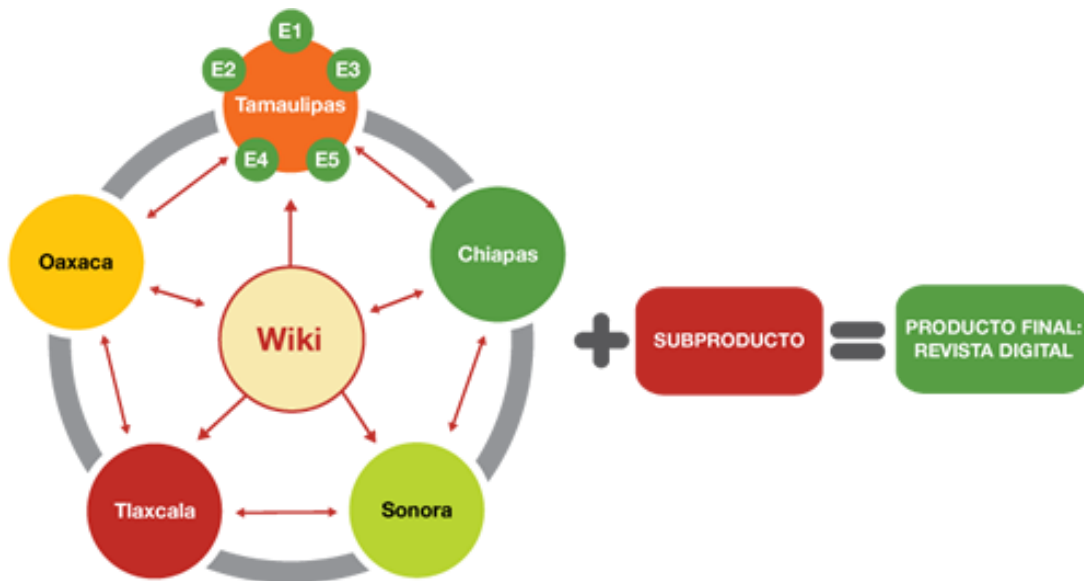 E1
E2
E3
Tamaulipas
E4
E5
Oaxaca
Chiapas
Wiki
Tlaxcala
Sonora
+
SUBPRODUCTO
=
PRODUCTO FINAL:
REVISTA DIGITAL